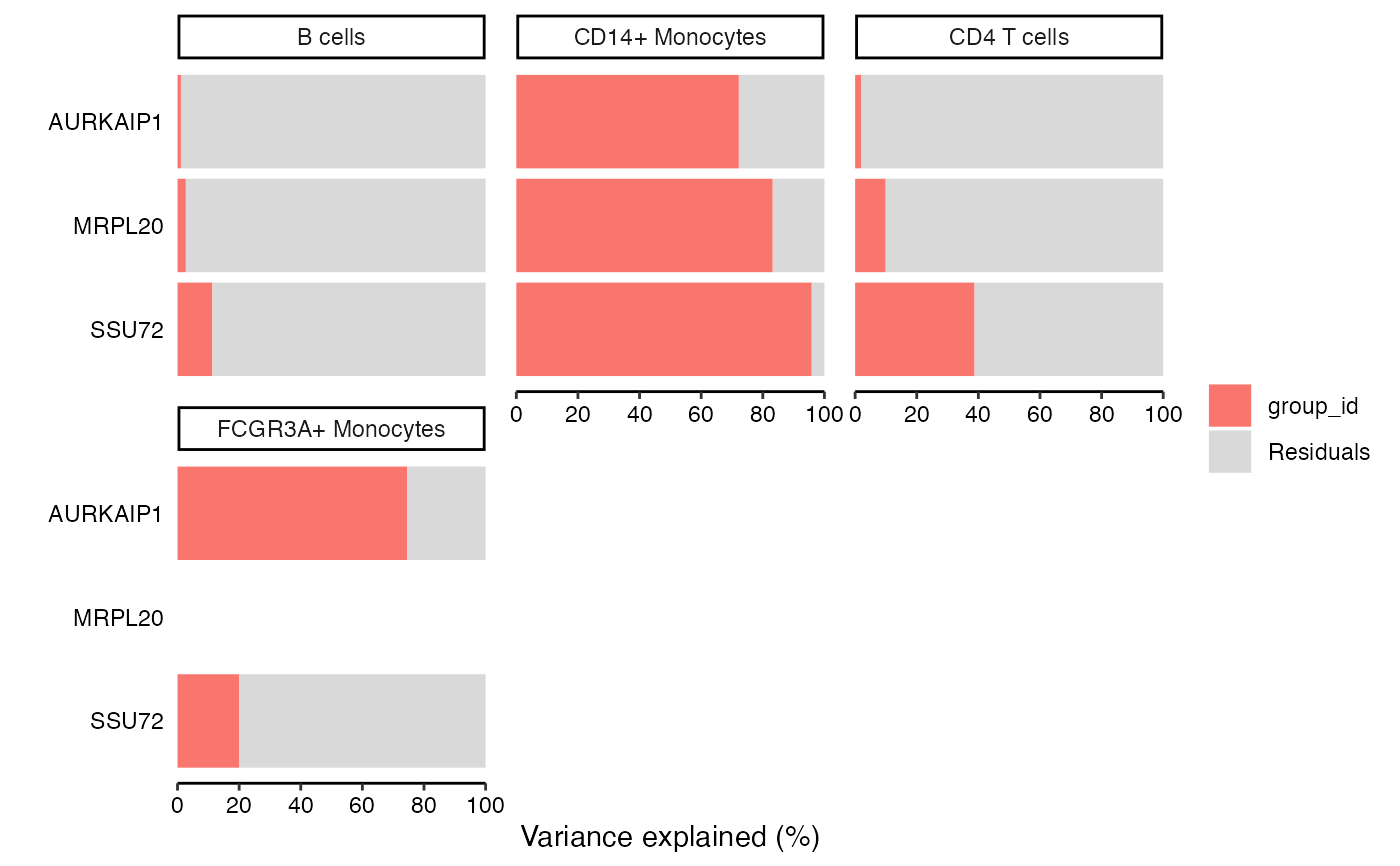 B cells
CD14+ Monocytes
CD4 T cells
AURKAIP1
MRPL20
SSU72
0 20 40 60 80 100
0 20 40 60 80 100
group_id
Residuals
FCGR3A+ Monocytes
AURKAIP1
MRPL20
SSU72
0 20 40 60 80 100
Variance explained (%)